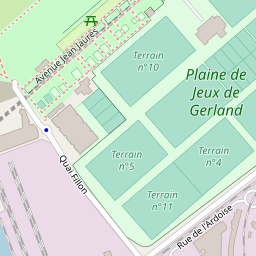 Avenue Jean Jaurès
Terrain
n°10
Plaine de
Jeux de
Gerland
Quai Fillon
Terrain
n°5
Terrain
n°4
Terrain
n°11
Rue de l'Ardoise